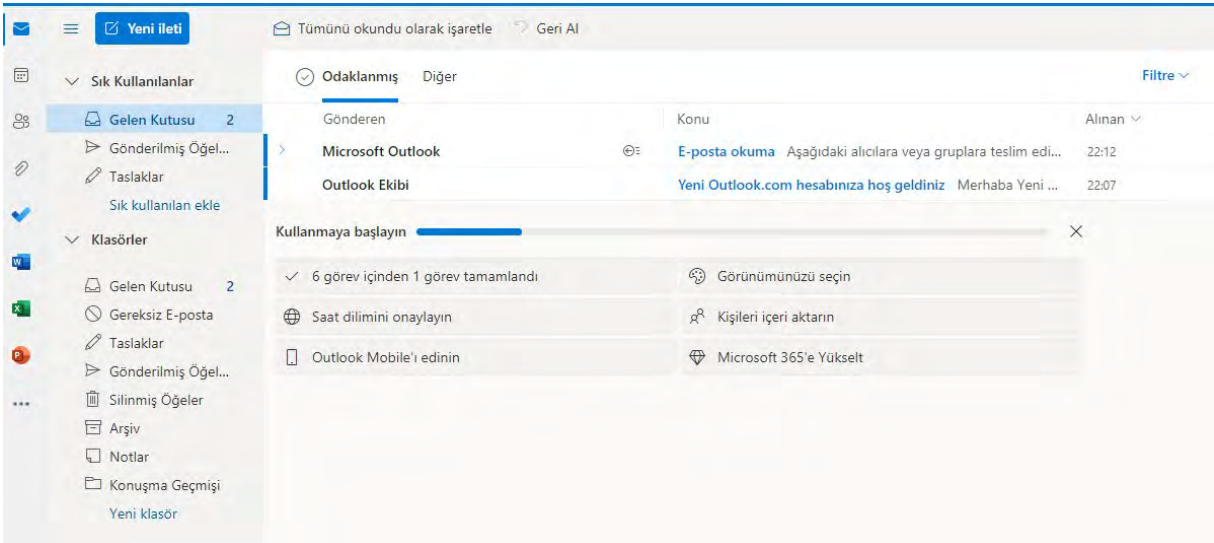 Yeni ileti
Tümünü okundu olarak işaretle
Geri Al
Sık Kullanılanlar
Gelen Kutusu 2
Gönderilmiş Öğel...
Taslaklar
Sık kullanılan ekle
Klasörler
Gelen Kutusu 2
Gereksiz E-posta
Taslaklar
Gönderilmiş Öğel...
Silinmiş Öğeler
Arşiv
Notlar
Konuşma Geçmişi
Yeni klasör
Odaklanmış Diğer Filtre
Gönderen Konu Alınan
Microsoft Outlook E-posta okuma Aşağıdaki alıcılara veya gruplara teslim edi... 22:12
Outlook Ekibi Yeni Outlook.com hesabınıza hoş geldiniz Merhaba Yeni ... 22:07
Kullanmaya başlayın
6 görev içinden 1 görev tamamlandı
Görünümünüzü seçin
Saat dilimini onaylayın
Kişileri içeri aktarın
Outlook Mobile'ı edinin
Microsoft 365'e Yükselt